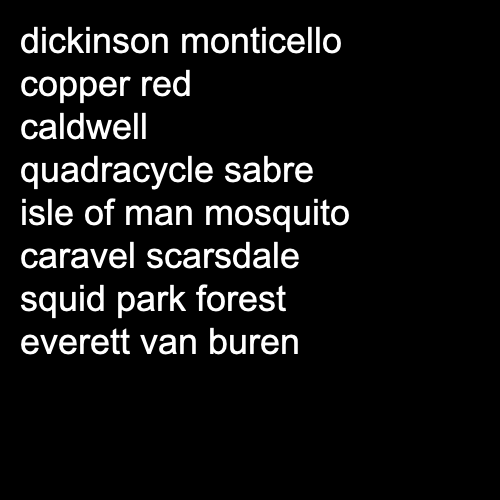 dickinson monticello
copper red
caldwell
quadracycle sabre
isle of man mosquito
caravel scarsdale
squid park forest
everett van buren